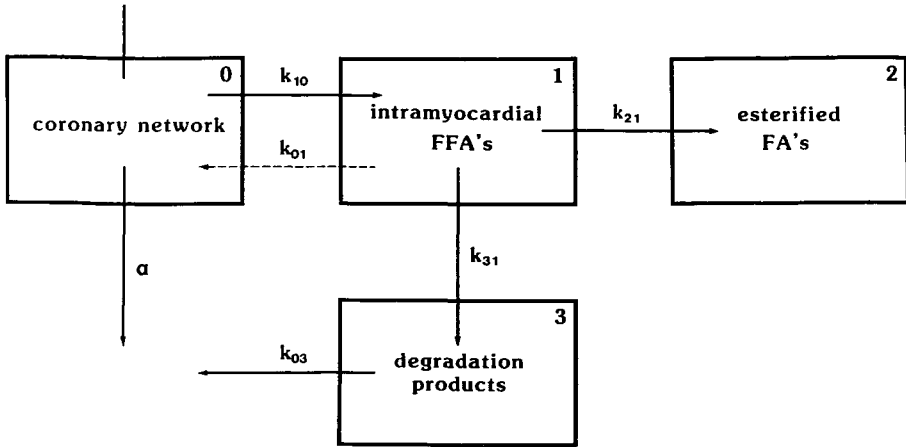 0
coronary network
k10
k01
1
intramyocardial
FFA's
k21
2
esterified
FA's
α
k31
3
degradation
products
k03